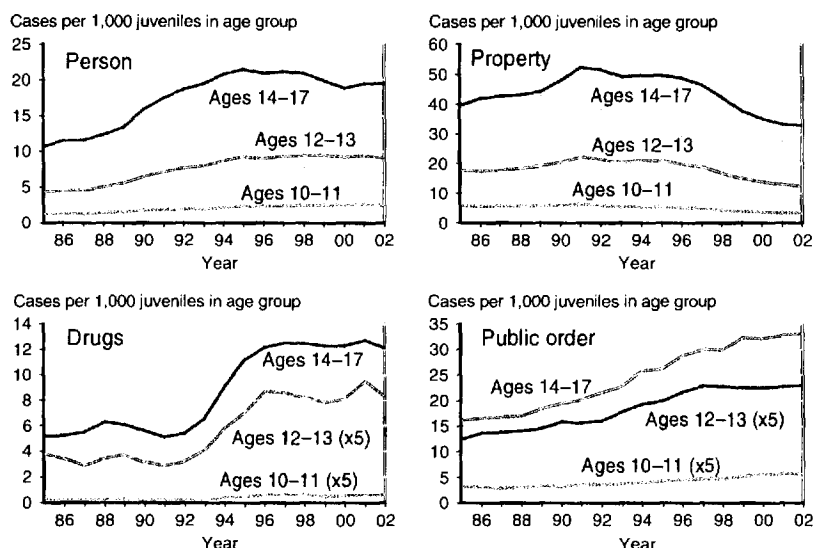 Cases per 1,000 juveniles in age group
25
20
15
10
5
0
Person
Ages 14–17
Ages 12–13
Ages 10–11
86 88 90 92 94 96 98 00 02
Year
Cases per 1,000 juveniles in age group
60
50
40
30
20
10
0
Property
Ages 14–17
Ages 12–13
Ages 10–11
86 88 90 92 94 96 98 00 02
Year
Cases per 1,000 juveniles in age group
14
12
10
8
6
4
2
0
Drugs
Ages 14–17
Ages 12–13 (x5)
Ages 10–11 (x5)
86 88 90 92 94 96 98 00 02
Year
Cases per 1,000 juveniles in age group
35
30
25
20
15
10
5
0
Public order
Ages 14–17
Ages 12–13 (x5)
Ages 10–11 (x5)
86 88 90 92 94 96 98 00 02
Year